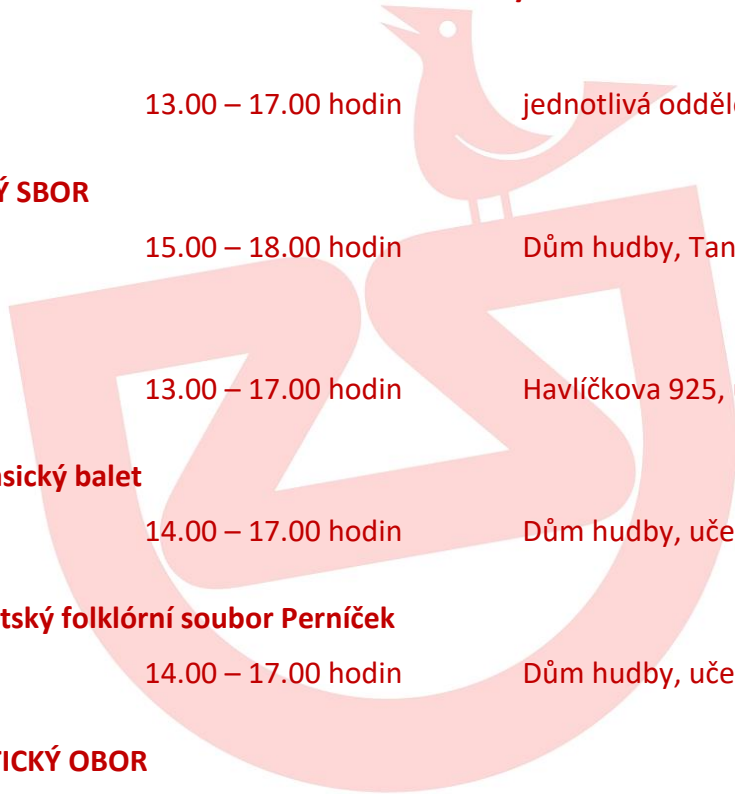 13.00 – 17.00 hodin jednotlivá odděl
Ý SBOR
15.00 – 18.00 hodin Dům hudby, Tan
13.00 – 17.00 hodin Havlíčkova 925,
sický balet
14.00 – 17.00 hodin Dům hudby, uče
tský folklórní soubor Perníček
14.00 – 17.00 hodin Dům hudby, uče
TICKÝ OBOR